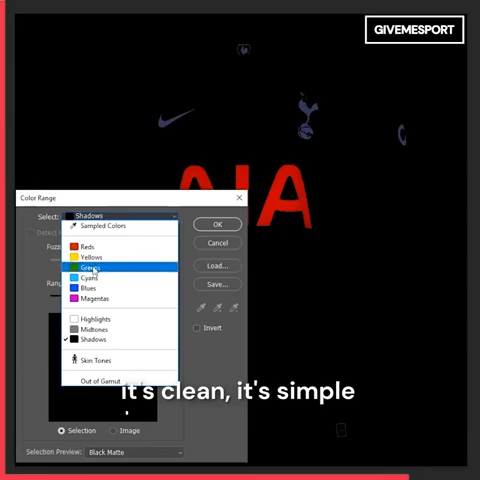 GIVEMESPORT
AIA
Color Range
Select: Shadows
Sampled Colors
Reds
Yellows
Greens
Cyans
Blues
Magentas
Highlights
Midtones
Shadows
Skin Tones
Out of Gamut
OK
Cancel
Load...
Save...
Invert
it's clean, it's simple
Selection
Image
Selection Preview: Black Matte